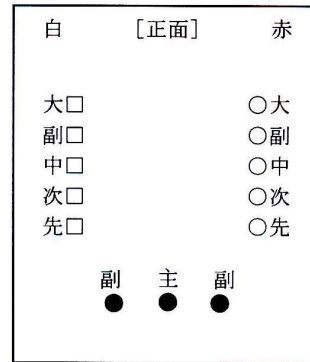 白 [正面] 赤
大□ ○大
副□ ○副
中□ ○中
次□ ○次
先□ ○先
副 主 副
● ● ●